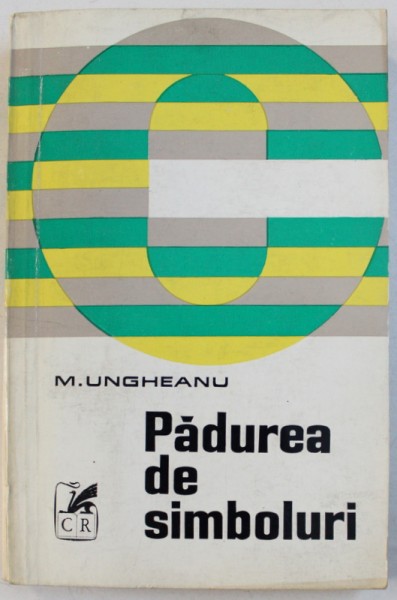 M.UNGHEANU
Pădurea
de
simboluri
CR